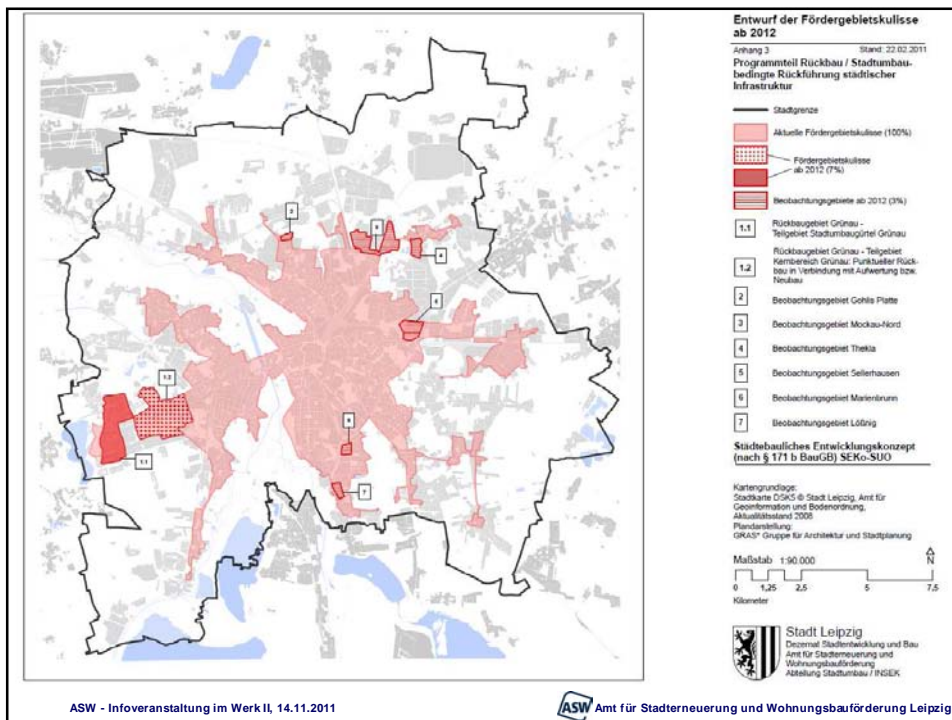 Entwurf der Fördergebietskulisse
ab 2012
Anhang 3 Stand: 22.02.2011
Programmteil Rückbau / Stadtumbau-
bedingte Rückführung städtischer
Infrastruktur
Stadtgrenze
Aktuelle Fördergebietskulisse (100%)
Fördergebietskulisse
ab 2012 (7%)
Beobachtungsgebiete ab 2012 (3%)
1.1 Rückbaugebiet Grünau -
Teilgebiet Stadtumbaugürtel Grünau
1.2 Rückbaugebiet Grünau - Teilgebiet
Kernbereich Grünau: Punktueller Rück-
bau in Verbindung mit Aufwertung bzw.
Neubau
2 Beobachtungsgebiet Gohlis Platte
3 Beobachtungsgebiet Mockau-Nord
4 Beobachtungsgebiet Thekla
5 Beobachtungsgebiet Sellerhausen
6 Beobachtungsgebiet Marienbrunn
7 Beobachtungsgebiet Lößnig
Städtebauliches Entwicklungskonzept
(nach § 171 b BauGB) SEKo-SUO
Kartengrundlage:
Stadtkarte DSK5 © Stadt Leipzig, Amt für
Geoinformation und Bodenordnung,
Aktualitätsstand 2008
Plandarstellung:
GRAS* Gruppe für Architektur und Stadtplanung
Maßstab 1:90.000
N
0 1,25 2,5 5 7,5
Kilometer
Stadt Leipzig
Dezernat Stadtentwicklung und Bau
Amt für Stadterneuerung und
Wohnungsbauförderung
Abteilung Stadtumbau / INSEK
2
3
4
5
1.2
6
1.1
7
ASW - Infoveranstaltung im Werk II, 14.11.2011
ASW Amt für Stadterneuerung und Wohnungsbauförderung Leipzig